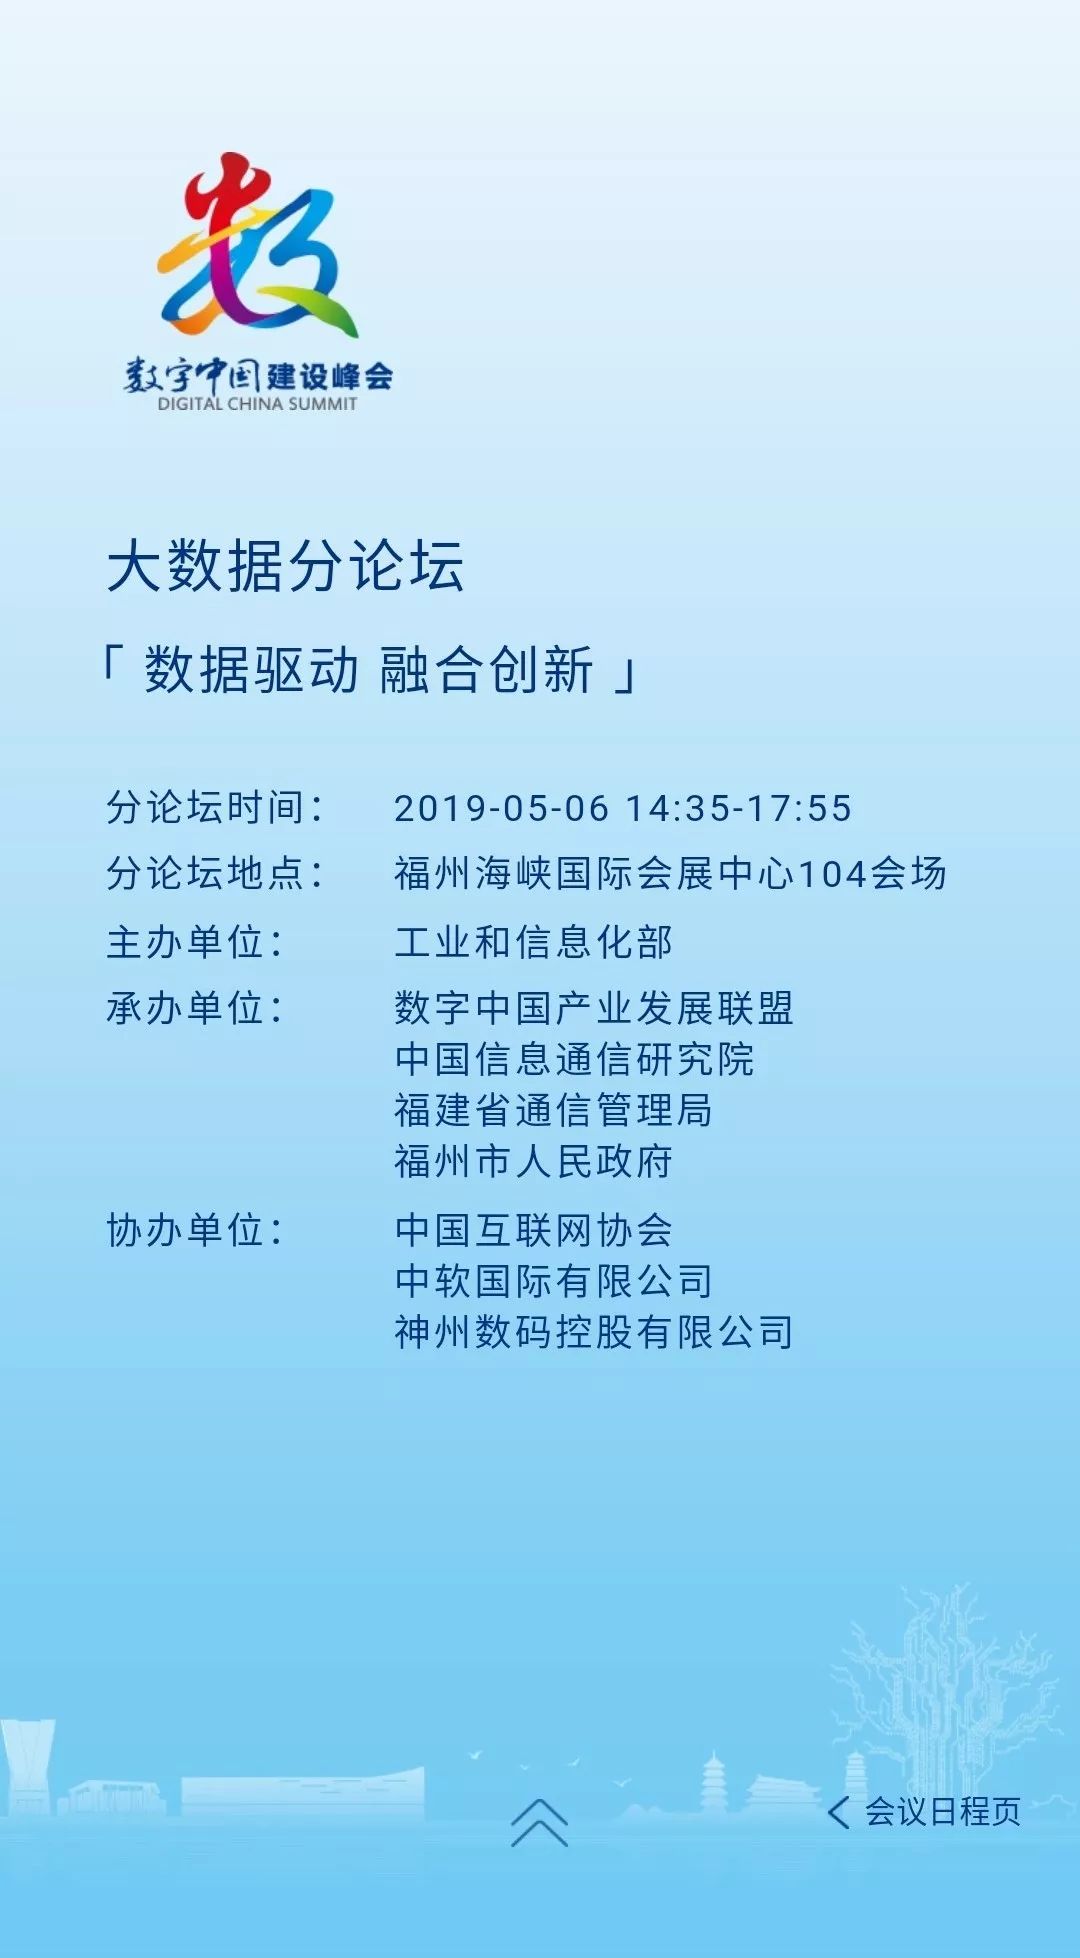 数
数字中国建设峰会
DIGITAL CHINA SUMMIT
大数据分论坛
「 数据驱动 融合创新 」
分论坛时间： 2019-05-06 14:35-17:55
分论坛地点： 福州海峡国际会展中心104会场
主办单位： 工业和信息化部
承办单位： 数字中国产业发展联盟
中国信息通信研究院
福建省通信管理局
福州市人民政府
协办单位： 中国互联网协会
中软国际有限公司
神州数码控股有限公司
会议日程页